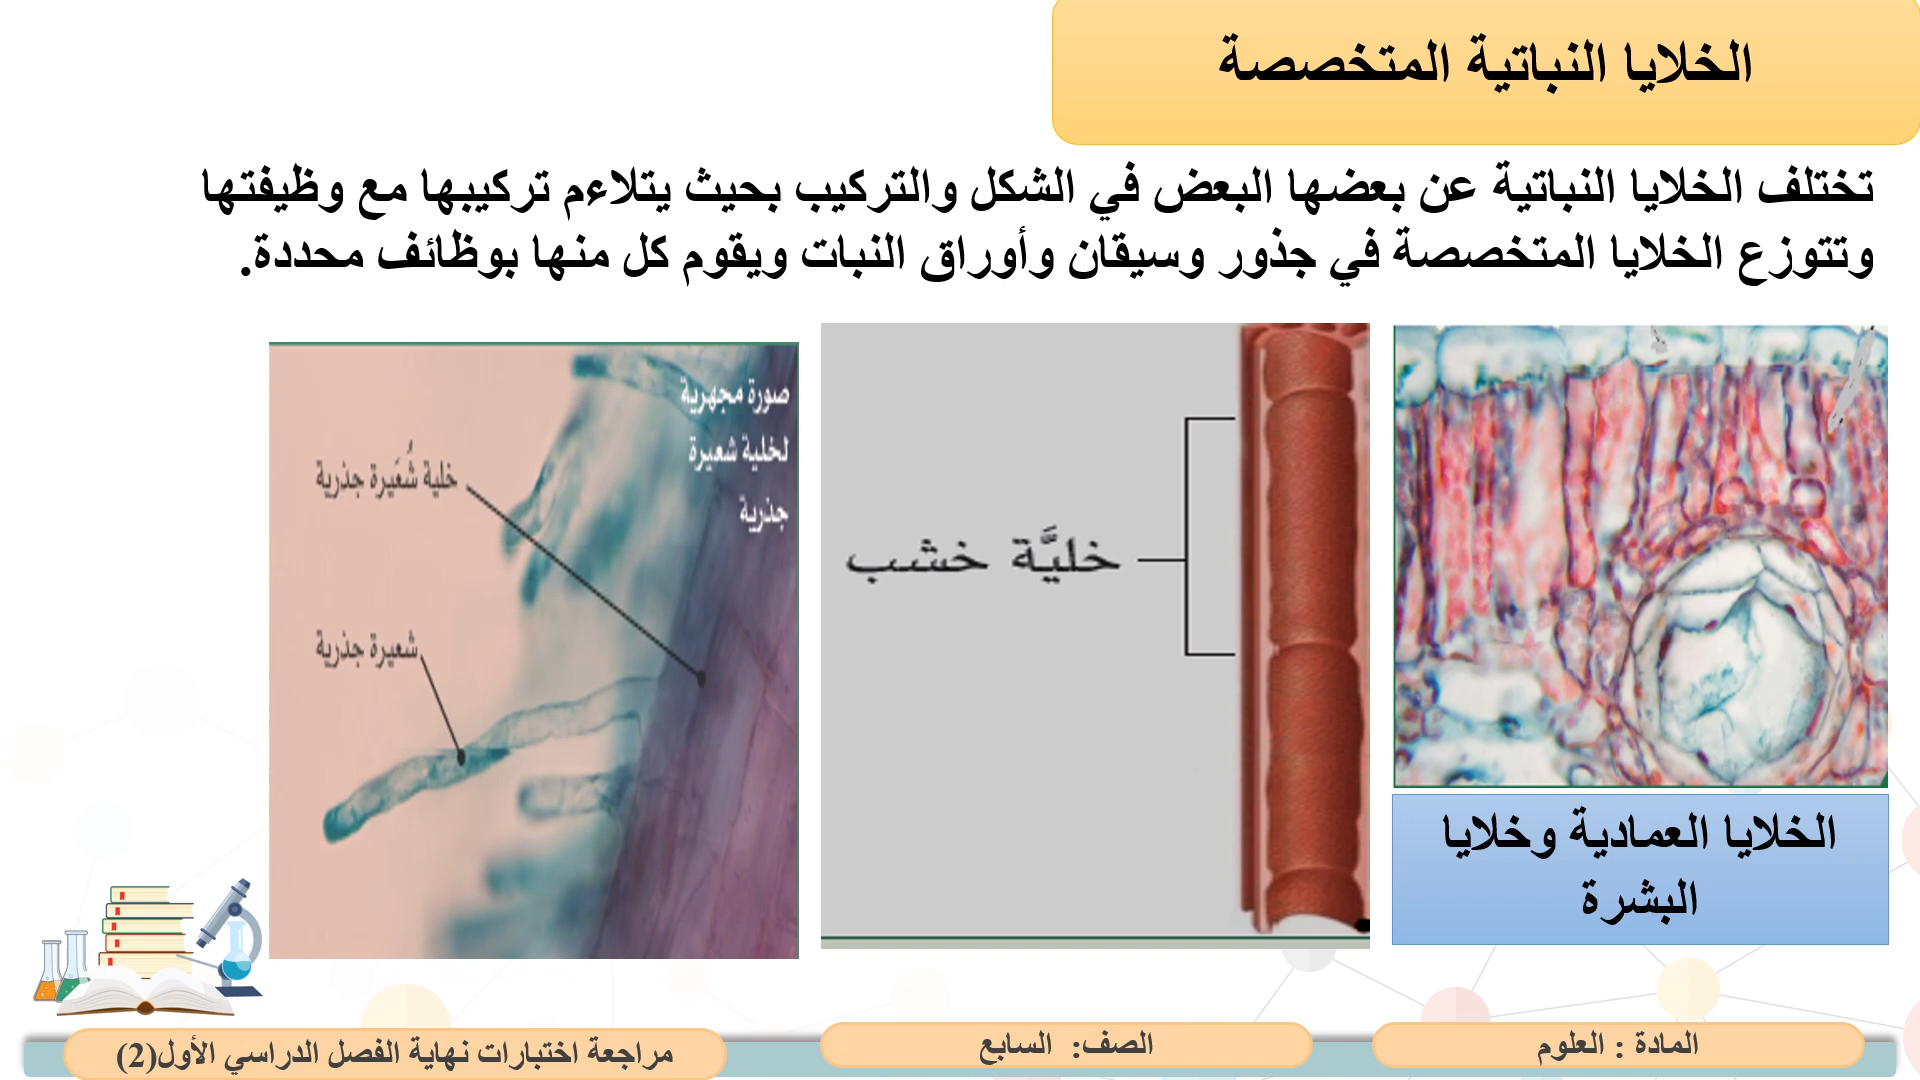 الخلايا النباتية المتخصصة
تختلف الخلايا النباتية عن بعضها البعض في الشكل والتركيب بحيث يتلاءم تركيبها مع وظيفتها
وتتوزع الخلايا المتخصصة في جذور وسيقان وأوراق النبات ويقوم كل منها بوظائف محددة.
الخلايا العمادية وخلايا
البشرة
خليَّة خشب
صورة مجهرية
لخلية شعيرة
جذرية
خلية شُعَيرة جذرية
شعيرة جذرية
المادة : العلوم
الصف: السابع
مراجعة اختبارات نهاية الفصل الدراسي الأول(2)